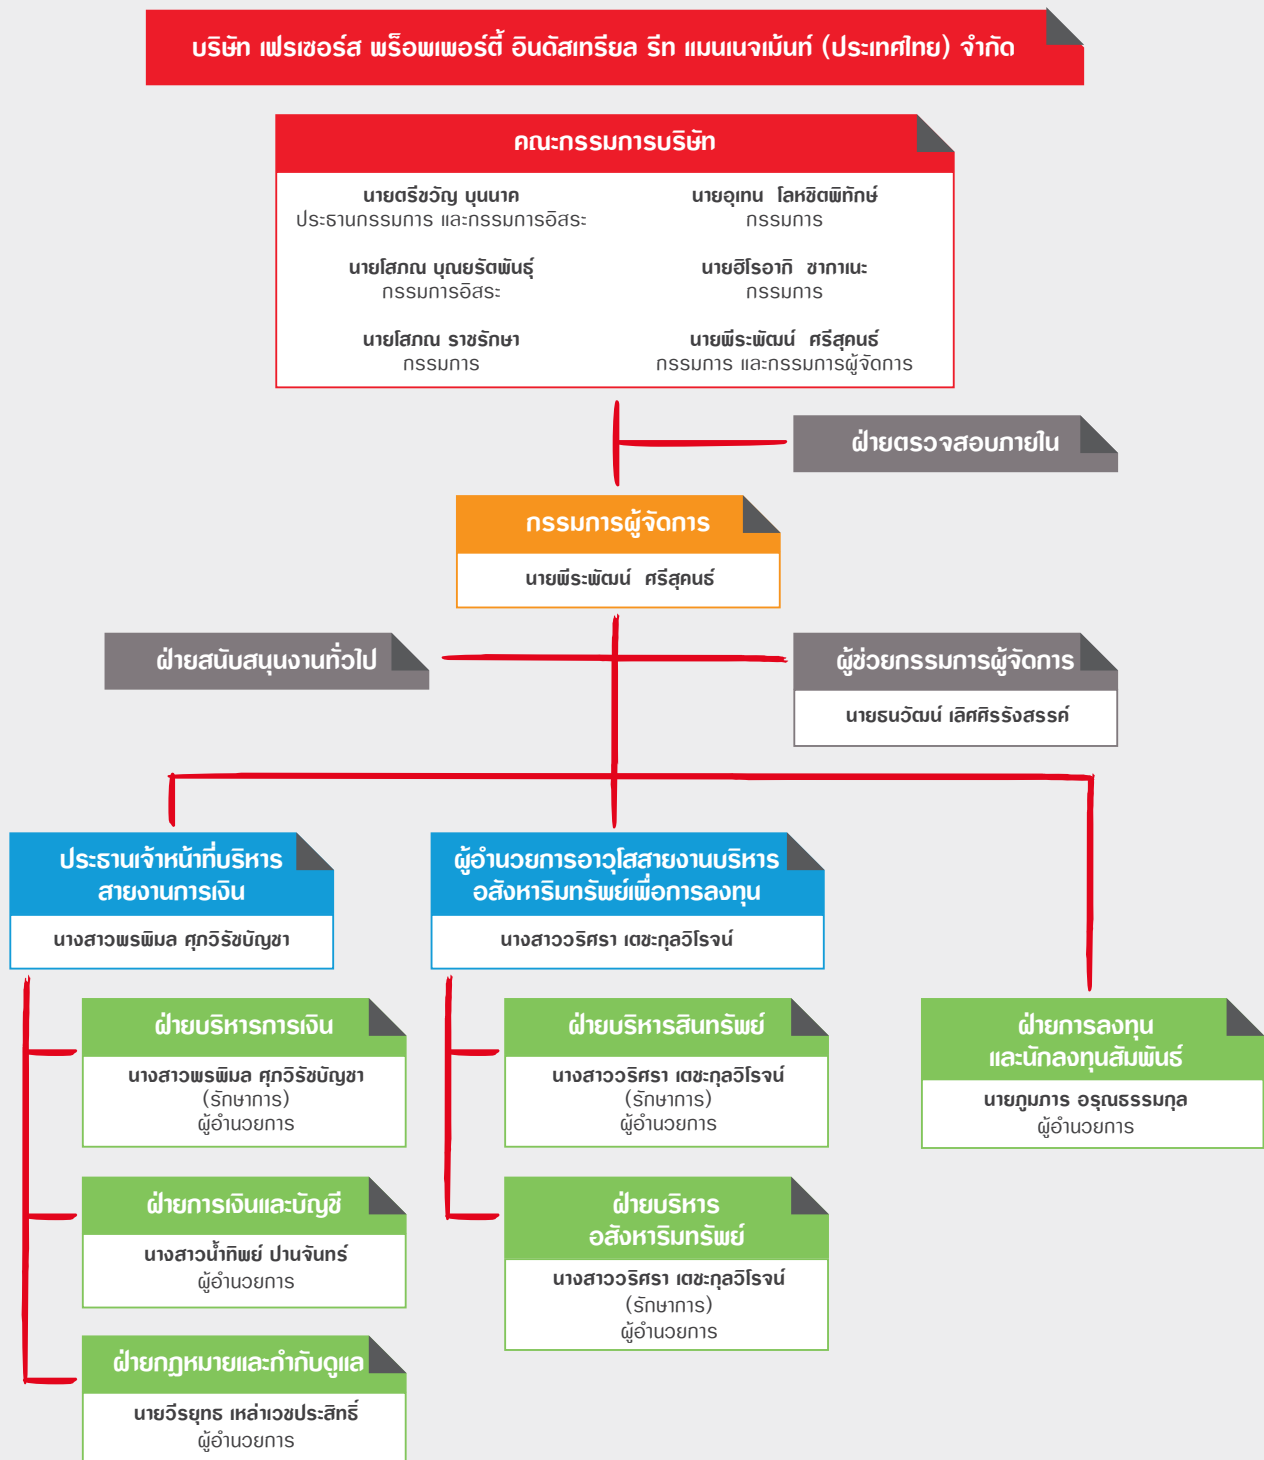 บริษัท เฟรเซอร์ส พร็อพเพอร์ตี้ อินดัสเทรียล รีท แมนเนจเม้นท์ (ประเทศไทย) จำกัด
คณะกรรมการบริษัท
นายตรีขวัญ บุนนาค
ประธานกรรมการ และกรรมการอิสระ
นายอุเทน โลหชิตพิทักษ์
กรรมการ
นายโสภณ บุณยรัตพันธุ์
กรรมการอิสระ
นายฮิโรอากิ ซากาเนะ
กรรมการ
นายโสภณ ราชรักษา
กรรมการ
นายพีระพัฒน์ ศรีสุคนธ์
กรรมการ และกรรมการผู้จัดการ
ฝ่ายตรวจสอบภายใน
กรรมการผู้จัดการ
นายพีระพัฒน์ ศรีสุคนธ์
ฝ่ายสนับสนุนงานทั่วไป
ผู้ช่วยกรรมการผู้จัดการ
นายธนวัฒน์ เลิศศิรรังสรรค์
ประธานเจ้าหน้าที่บริหาร
สายงานการเงิน
นางสาวพรพิมล ศุภวิรัชบัญชา
ผู้อำนวยการอาวุโสสายงานบริหาร
อสังหาริมทรัพย์เพื่อการลงทุน
นางสาววริศรา เตชะกุลวิโรจน์
ฝ่ายบริหารการเงิน
นางสาวพรพิมล ศุภวิรัชบัญชา
(รักษาการ)
ผู้อำนวยการ
ฝ่ายบริหารสินทรัพย์
นางสาววริศรา เตชะกุลวิโรจน์
(รักษาการ)
ผู้อำนวยการ
ฝ่ายการลงทุน
และนักลงทุนสัมพันธ์
นายภูมภาร อรุณธรรมกุล
ผู้อำนวยการ
ฝ่ายการเงินและบัญชี
นางสาวน้ำทิพย์ ปานจันทร์
ผู้อำนวยการ
ฝ่ายบริหาร
อสังหาริมทรัพย์
นางสาววริศรา เตชะกุลวิโรจน์
(รักษาการ)
ผู้อำนวยการ
ฝ่ายกฎหมายและกำกับดูแล
นายวีรยุทธ เหล่าเวชประสิทธิ์
ผู้อำนวยการ